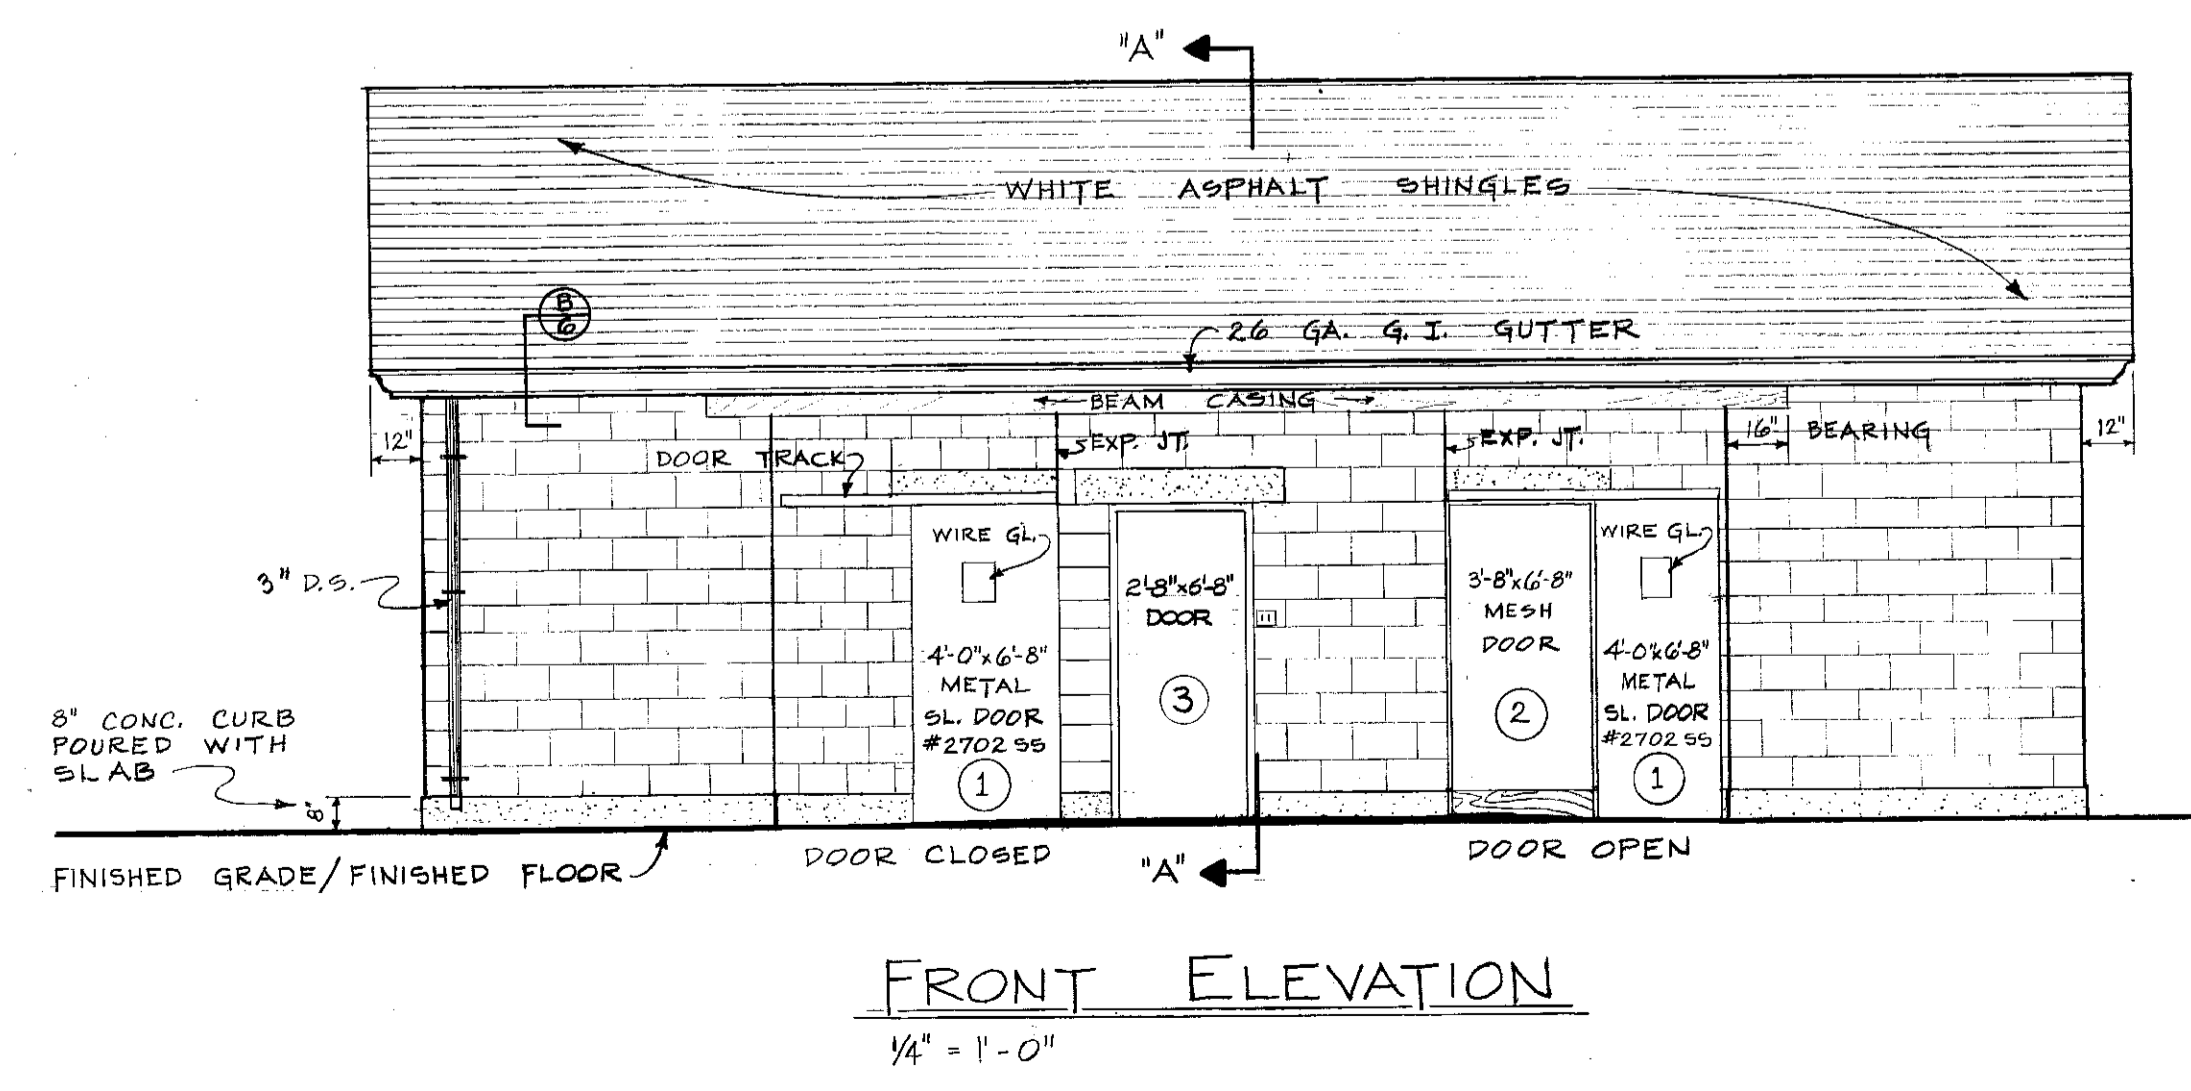 "A"
WHITE ASPHALT SHINGLES
B
6
26 GA. G. I. GUTTER
BEAM CASING
12"
DOOR TRACK
EXP. JT.
EXP. JT.
16" BEARING
12"
WIRE GL.
WIRE GL.
3" D.S.
2'-8"x6'-8"
DOOR
3
3'-8"x6'-8"
MESH
DOOR
2
4'-0"x6'-8"
METAL
SL. DOOR
#2702 SS
1
4'-0"x6'-8"
METAL
SL. DOOR
#2702 SS
1
8" CONC. CURB
POURED WITH
SLAB
8"
FINISHED GRADE/FINISHED FLOOR
DOOR CLOSED
"A"
DOOR OPEN
FRONT ELEVATION
1/4" = 1'-0"